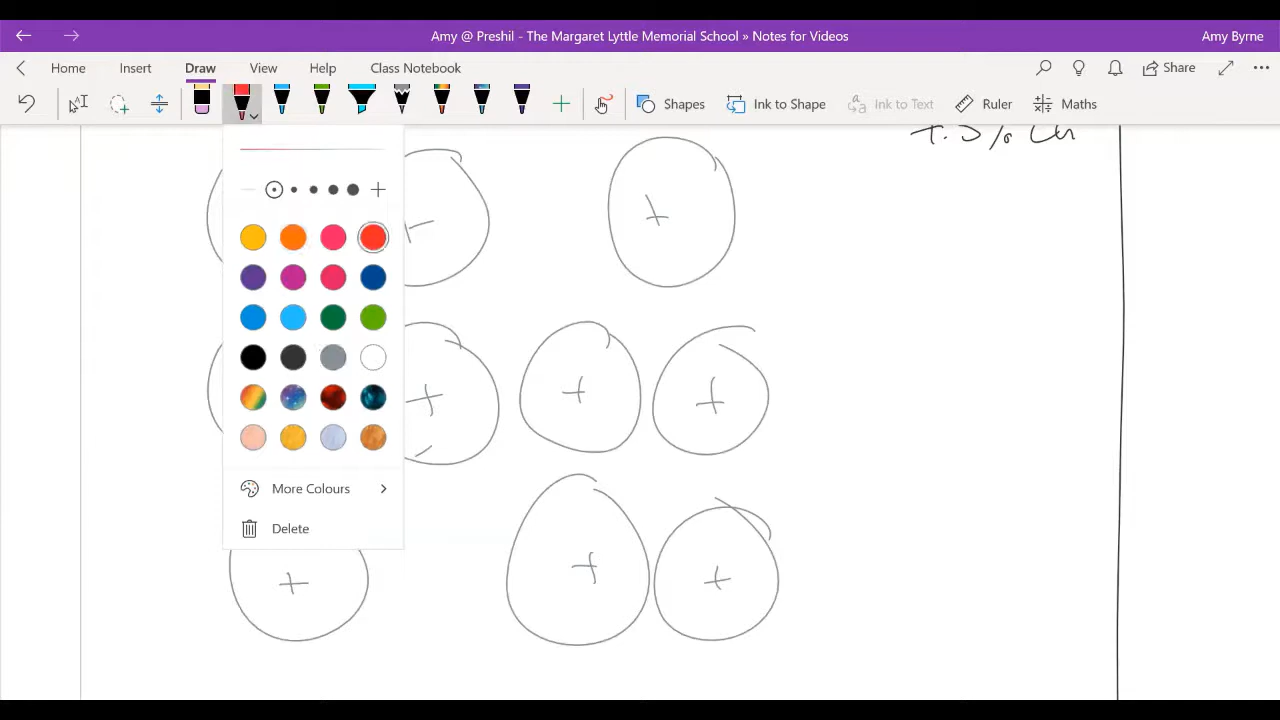 Amy @ Preshil - The Margaret Lyttle Memorial School » Notes for Videos
Amy Byrne
Home Insert Draw View Help Class Notebook
Share
Shapes
Ink to Shape
Ink to Text
Ruler
Maths
More Colours
Delete